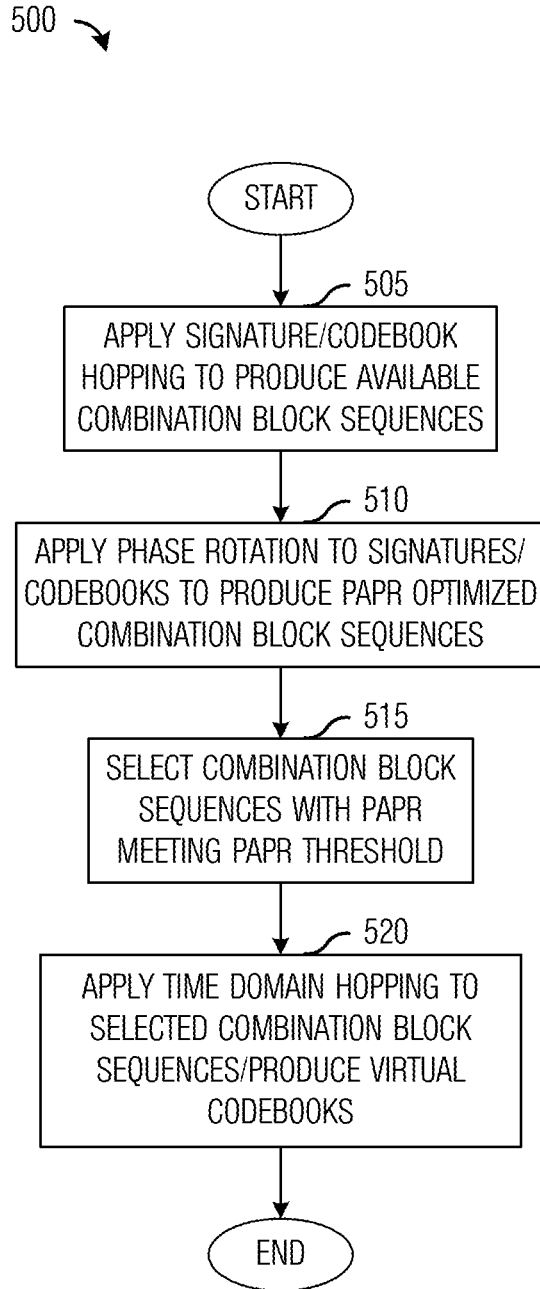 500
START
505
APPLY SIGNATURE/CODEBOOK
HOPPING TO PRODUCE AVAILABLE
COMBINATION BLOCK SEQUENCES
510
APPLY PHASE ROTATION TO SIGNATURES/
CODEBOOKS TO PRODUCE PAPR OPTIMIZED
COMBINATION BLOCK SEQUENCES
515
SELECT COMBINATION BLOCK
SEQUENCES WITH PAPR
MEETING PAPR THRESHOLD
520
APPLY TIME DOMAIN HOPPING TO
SELECTED COMBINATION BLOCK
SEQUENCES/PRODUCE VIRTUAL
CODEBOOKS
END